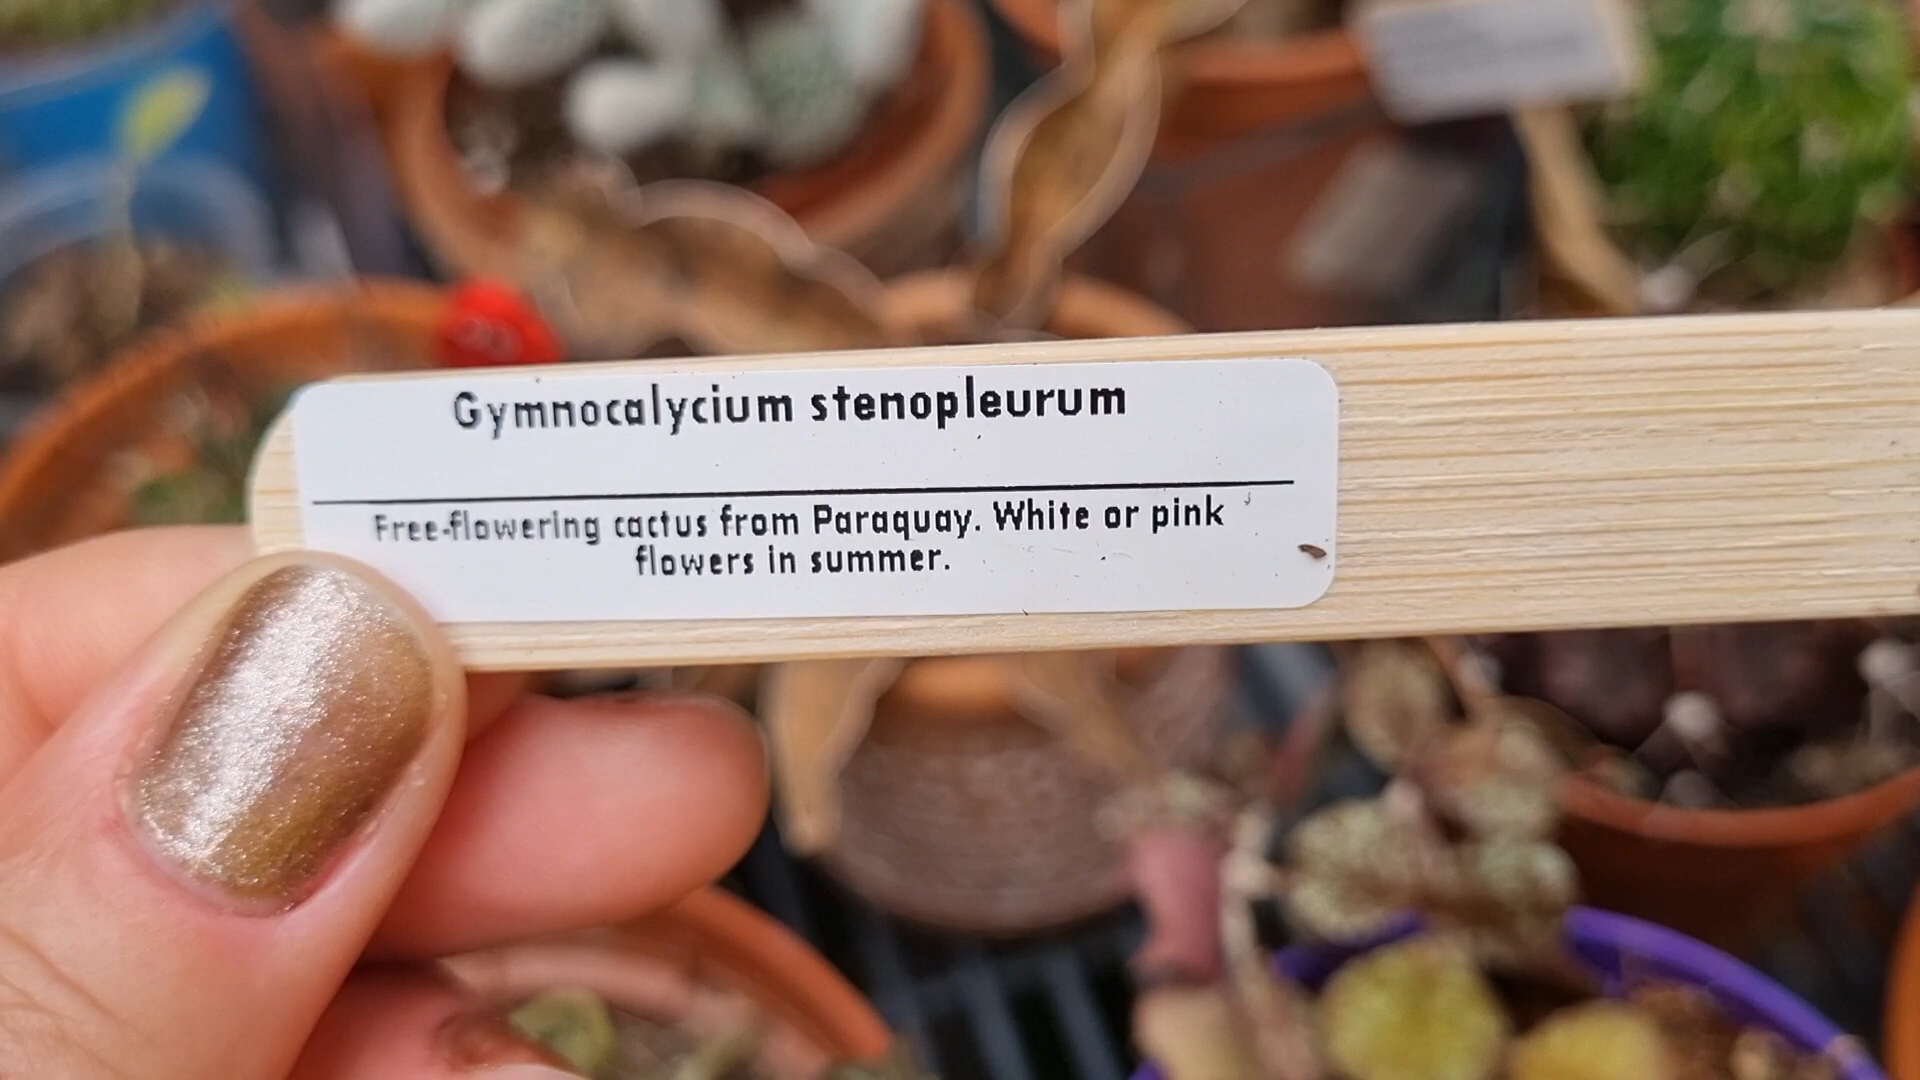 Gymnocalycium stenopleurum
Free-flowering cactus from Paraquay. White or pink
flowers in summer.